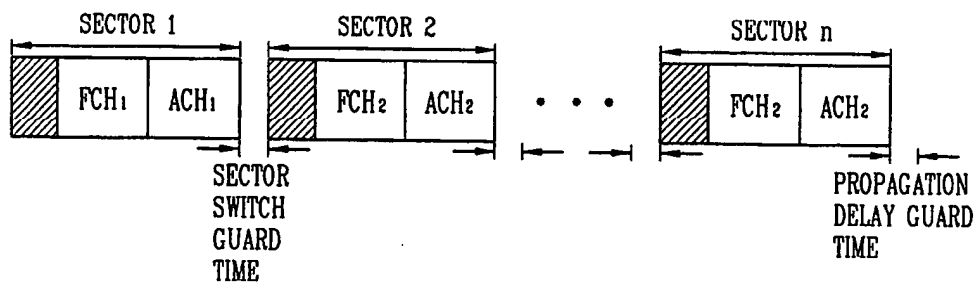 SECTOR 1
SECTOR 2
SECTOR n
FCH1
ACH1
FCH2
ACH2
• • •
FCH2
ACH2
SECTOR
SWITCH
GUARD
TIME
PROPAGATION
DELAY GUARD
TIME